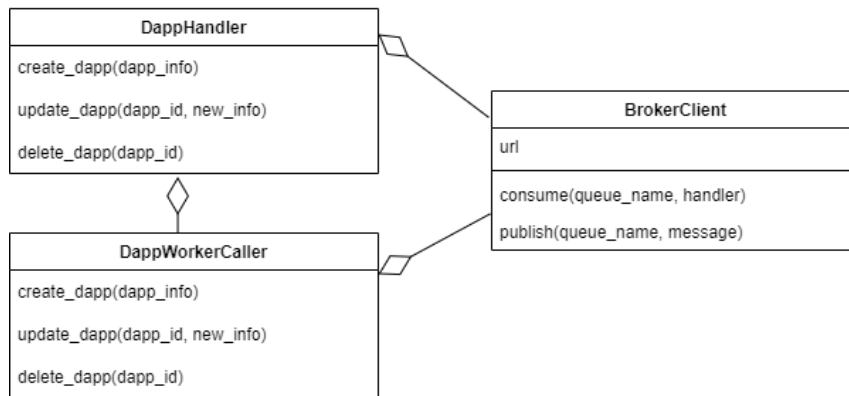 DappHandler
create_dapp(dapp_info)
update_dapp(dapp_id, new_info)
delete_dapp(dapp_id)
BrokerClient
url
consume(queue_name, handler)
publish(queue_name, message)
DappWorkerCaller
create_dapp(dapp_info)
update_dapp(dapp_id, new_info)
delete_dapp(dapp_id)